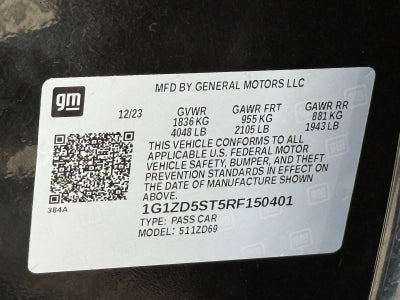 gm
MFD BY GENERAL MOTORS LLC
12/23 GVWR GAWR FRT GAWR RR
1836 KG 955 KG 881 KG
4048 LB 2105 LB 1943 LB
THIS VEHICLE CONFORMS TO ALL
APPLICABLE U.S. FEDERAL MOTOR
VEHICLE SAFETY, BUMPER, AND THEFT
PREVENTION STANDARDS IN EFFECT ON
THE DATE OF MANUFACTURE SHOWN
ABOVE.
384A
1G1ZD5ST5RF150401
TYPE: PASS CAR
MODEL: 511ZD69